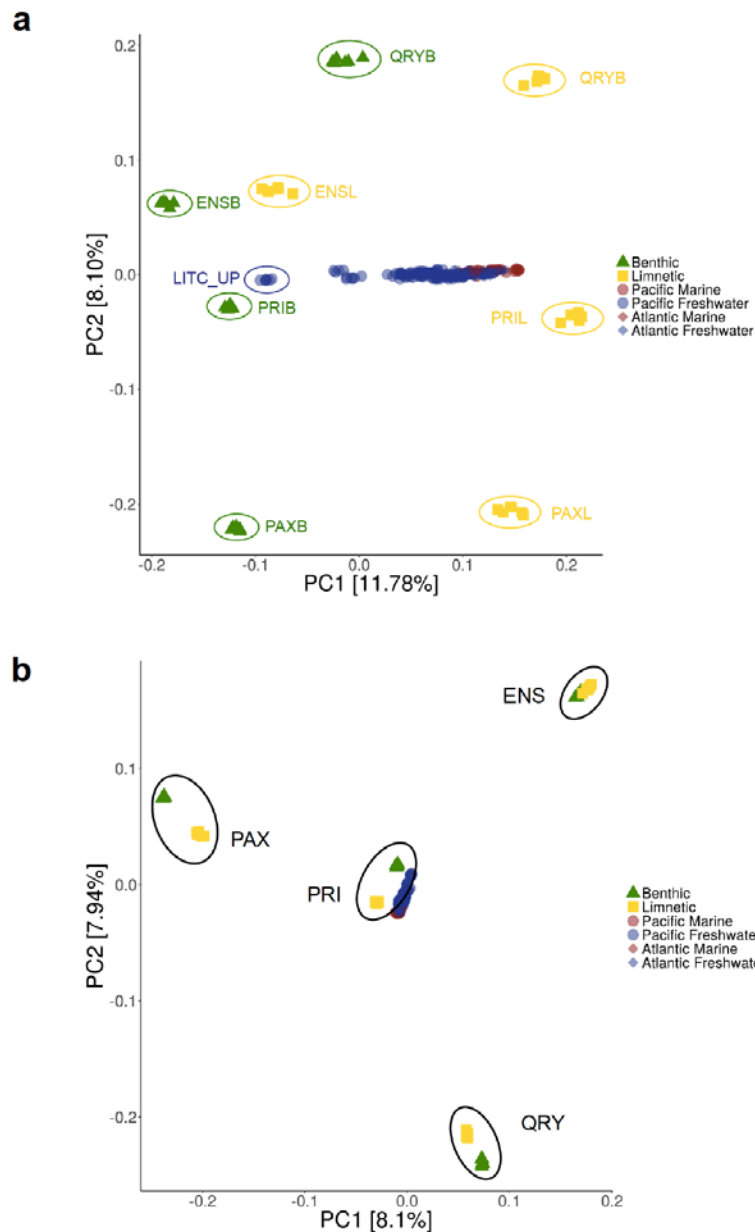 a
0.2
0.1
0.0
-0.1
-0.2
PC2 [8.10%]
QRYB
QRYB
ENSB
ENSL
LITC_UP
PRIB
PRIL
PAXB
PAXL
-0.2
-0.1
0.0
0.1
0.2
PC1 [11.78%]
Benthic
Limnetic
Pacific Marine
Pacific Freshwater
Atlantic Marine
Atlantic Freshwater
b
0.1
0.0
-0.1
-0.2
PC2 [7.94%]
ENS
PAX
PRI
QRY
-0.2
-0.1
0.0
0.1
0.2
PC1 [8.1%]
Benthic
Limnetic
Pacific Marine
Pacific Freshwate
Atlantic Marine
Atlantic Freshwate